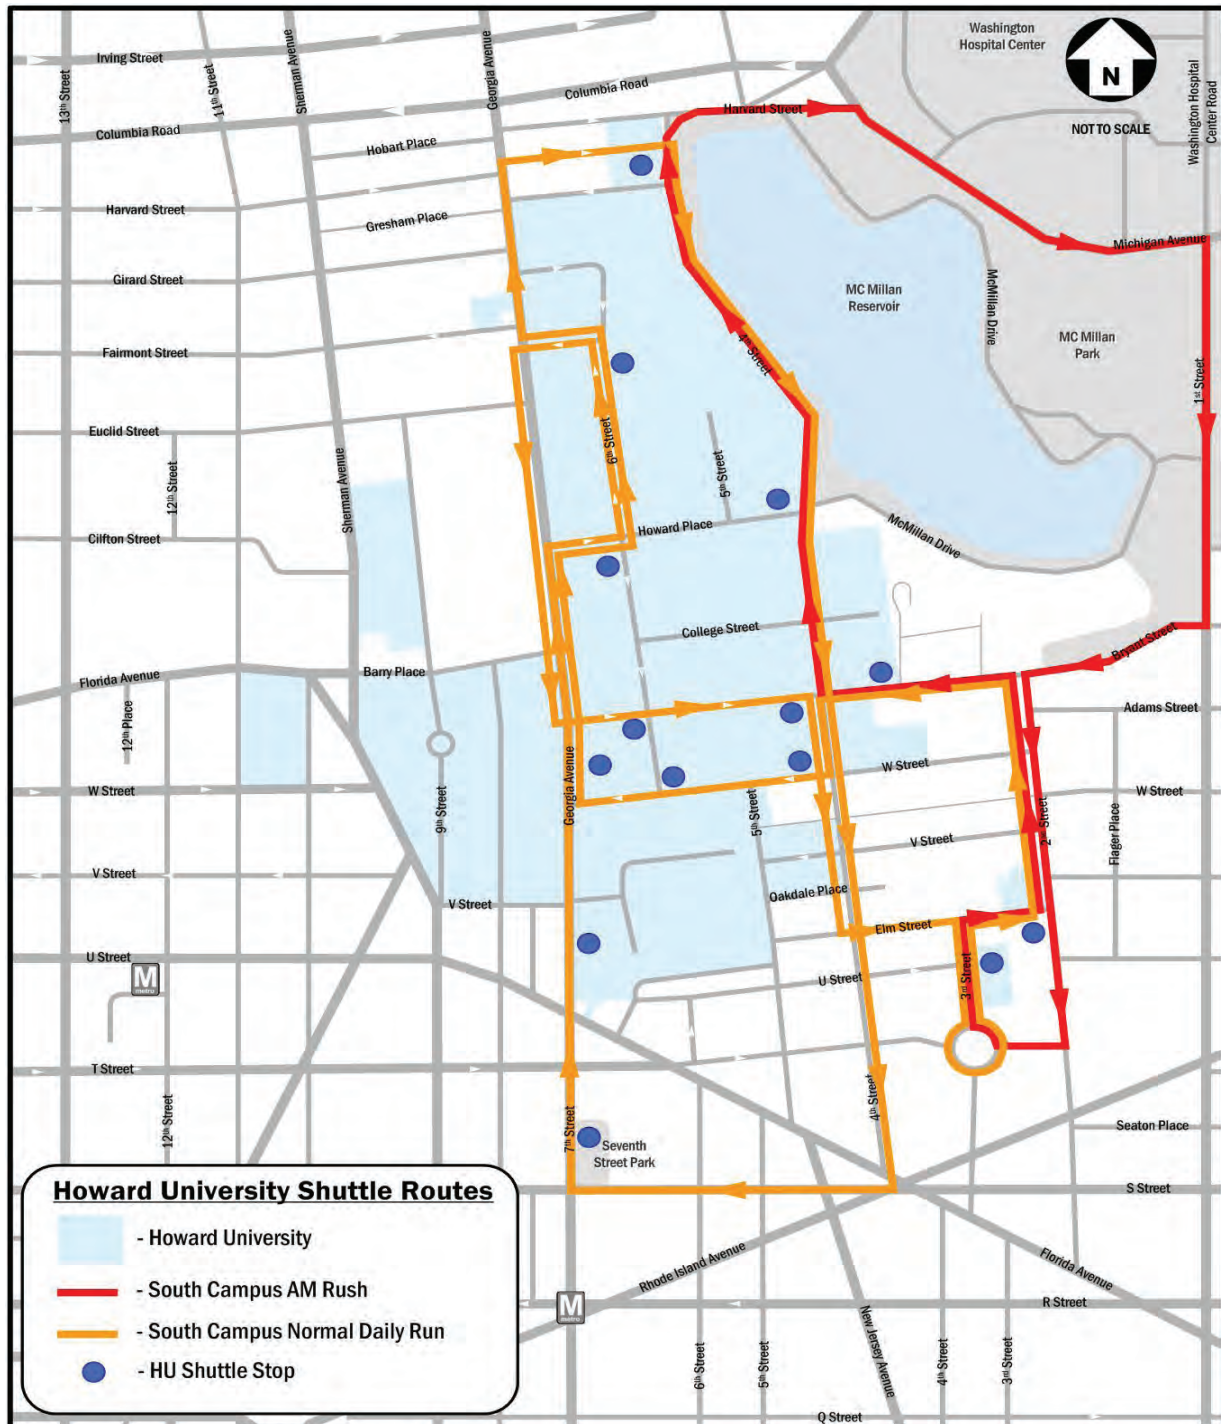 Washington
Hospital Center
N
NOT TO SCALE
Washington Hospital
Center Road
Irving Street
13th Street
11th Street
Sherman Avenue
Georgia Avenue
Columbia Road
Columbia Road
Harvard Street
Hobart Place
Harvard Street
Gresham Place
Michigan Avenue
Girard Street
MC Millan
Reservoir
McMillan Drive
MC Millan
Park
4th Street
Fairmont Street
1st Street
Euclid Street
12th Street
Sherman Avenue
6th Street
5th Street
Cilfton Street
Howard Place
McMillan Drive
College Street
Bryant Street
Florida Avenue
Barry Place
Adams Street
12th Place
Georgia Avenue
W Street
W Street
9th Street
5th Street
W Street
2nd Street
Flager Place
V Street
V Street
V Street
Oakdale Place
Elm Street
U Street
M
metro
U Street
3rd Street
T Street
12th Street
7th Street
4th Street
Seaton Place
Seventh
Street Park
S Street
Rhode Island Avenue
Florida Avenue
R Street
M
metro
New Jersey Avenue
6th Street
5th Street
4th Street
3rd Street
Q Street
Howard University Shuttle Routes
- Howard University
- South Campus AM Rush
- South Campus Normal Daily Run
- HU Shuttle Stop